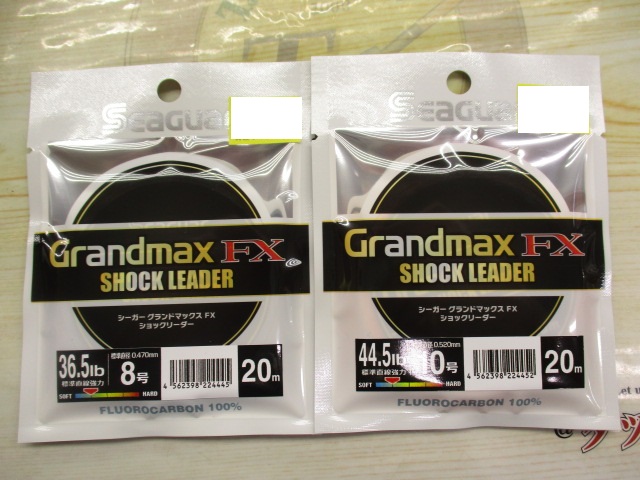 Seaguar
Grandmax FX
SHOCK LEADER
シーガー グランドマックス FX
ショックリーダー
36.5lb
標準直線強力
標準直径 0.470mm
8号
SOFT HARD
4562398224445
20m
FLUOROCARBON 100%
Seaguar
Grandmax FX
SHOCK LEADER
シーガー グランドマックス FX
ショックリーダー
44.5lb
標準直線強力
0.520mm
10号
SOFT HARD
4562398224452
20m
FLUOROCARBON 100%